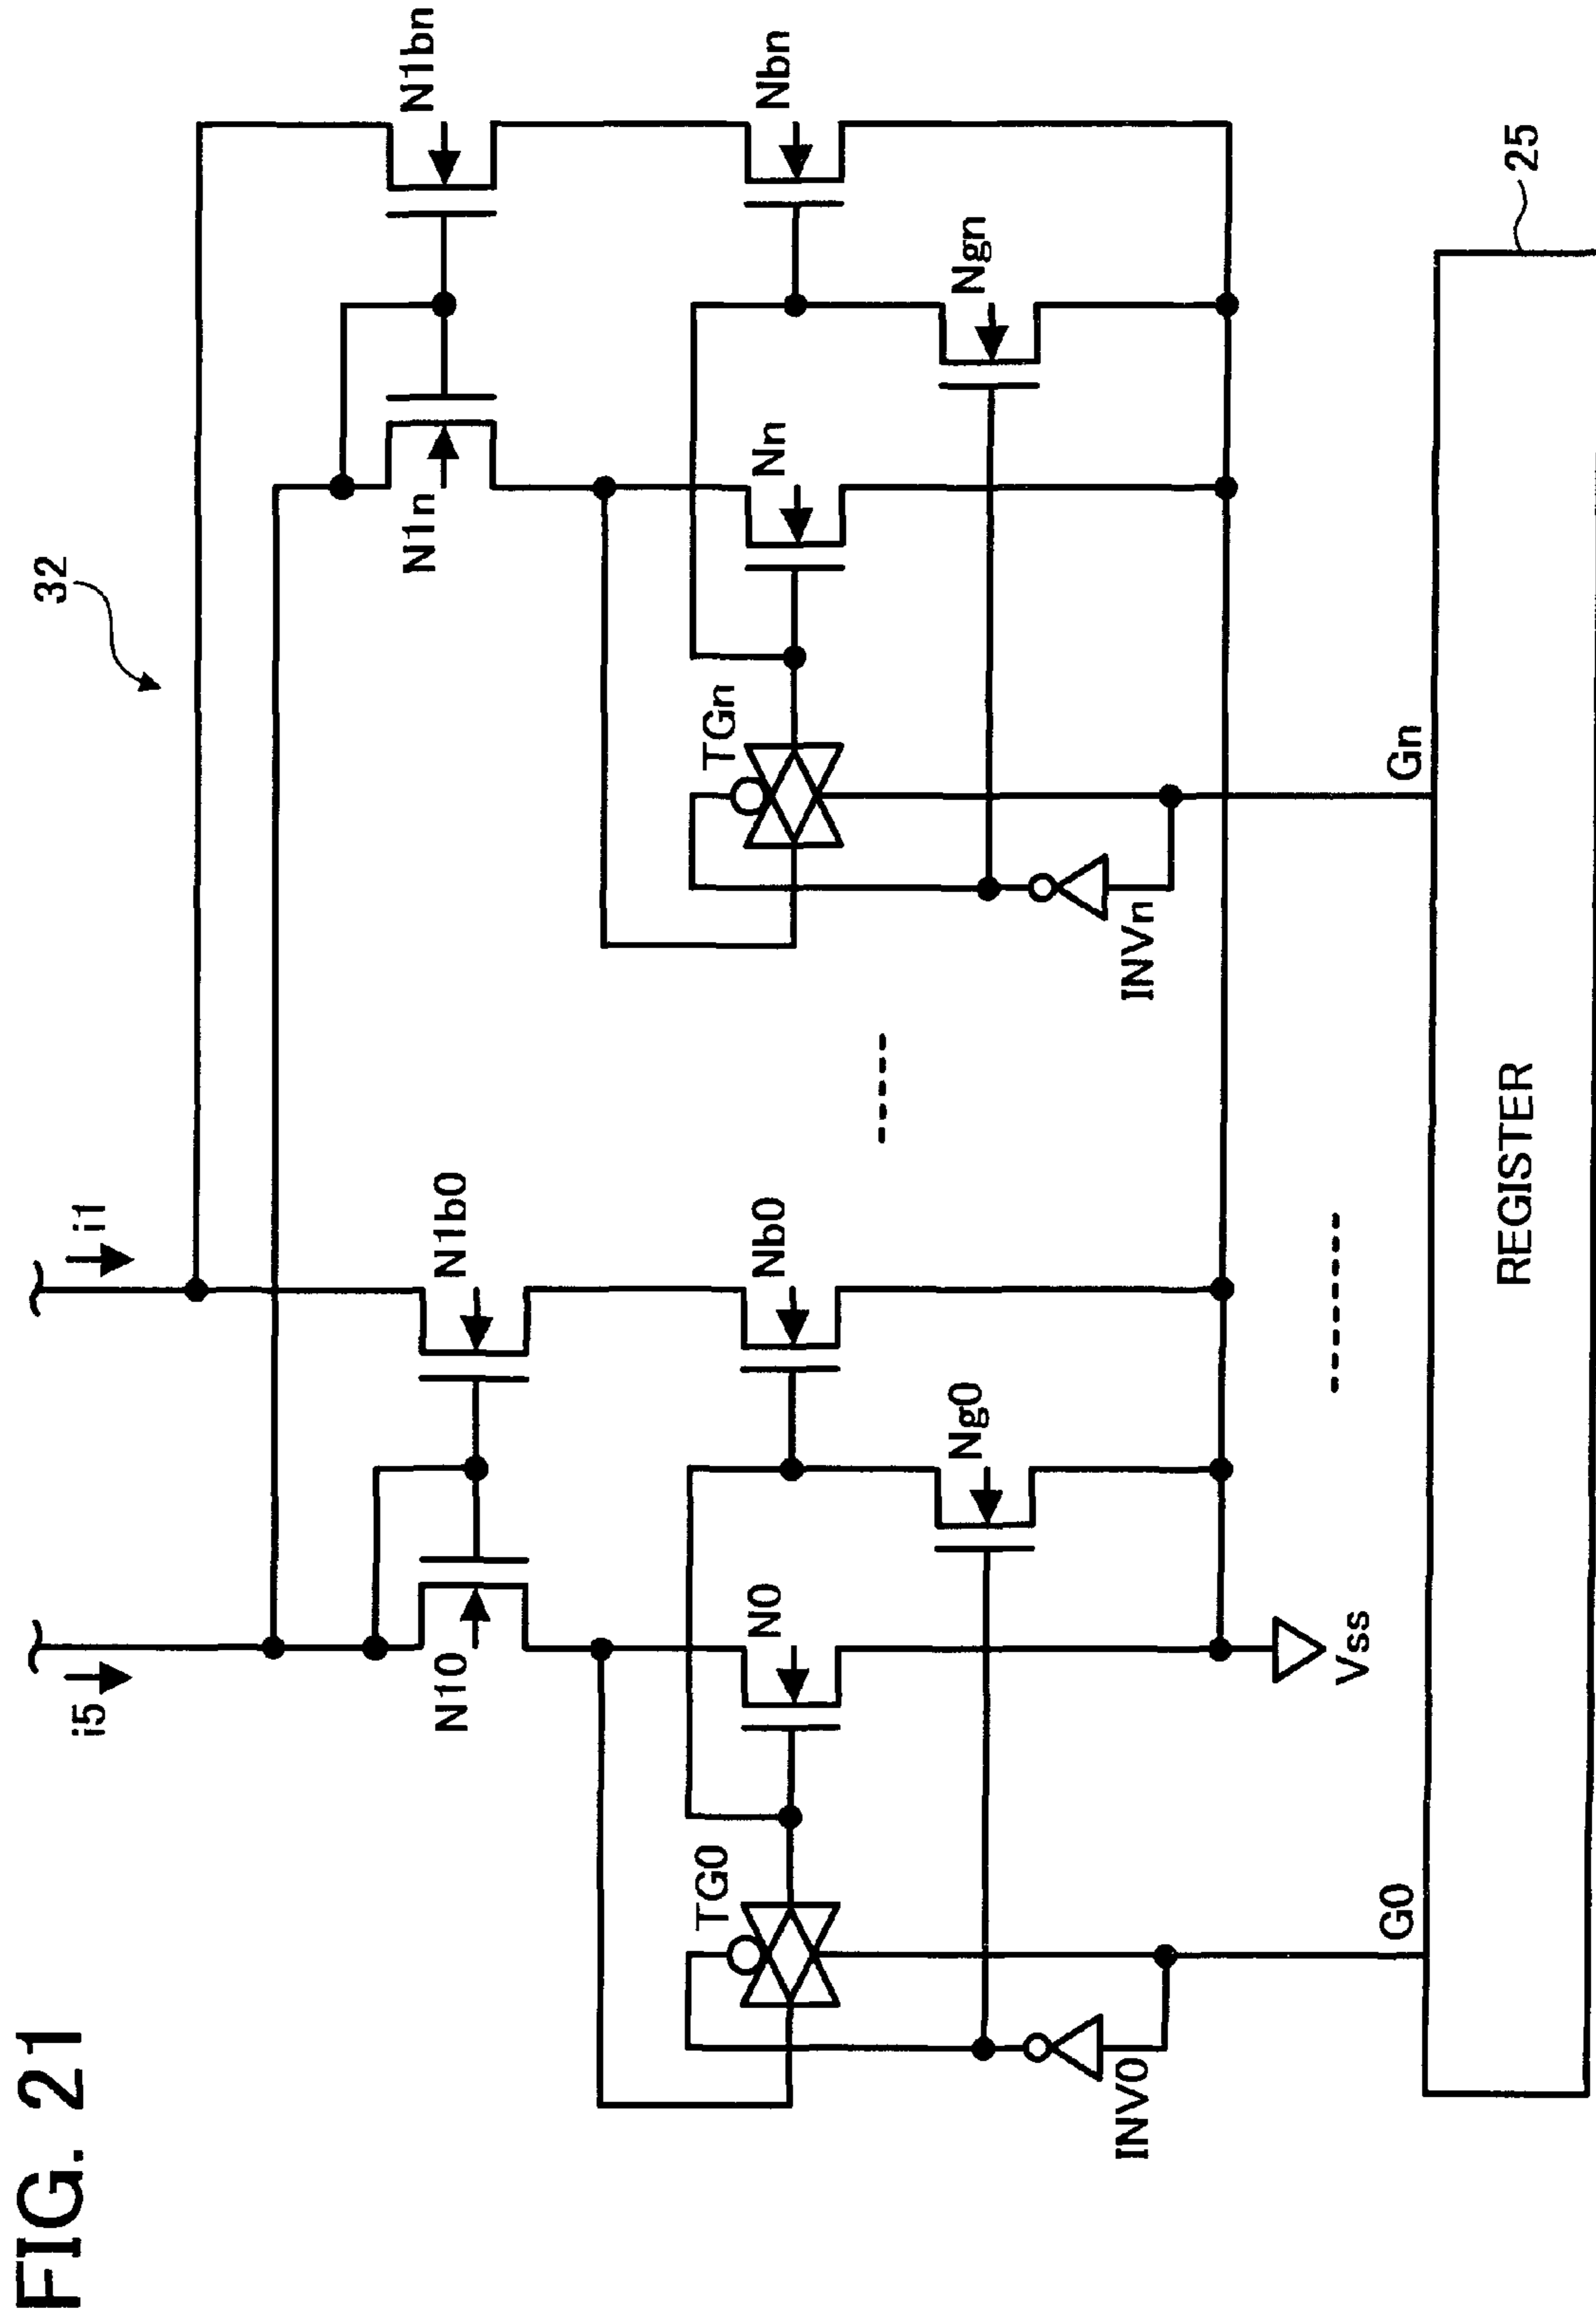 FIG. 21
32
i5
i1
N10
N1b0
N1n
N1bn
TG0
N0
Nb0
TGn
Nn
Nbn
Ng0
Ngn
INV0
INVn
Vss
G0
Gn
REGISTER
25